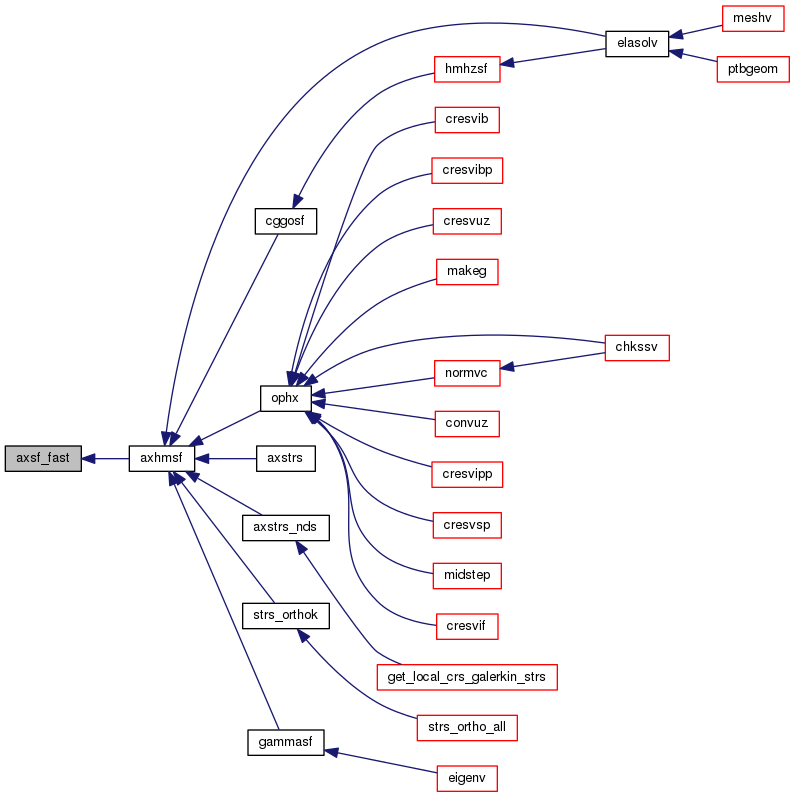 meshv
elasolv
hmhzsf
ptbgeom
cresvib
cresvibp
cggosf
cresvuz
makeg
chkssv
normvc
ophx
convuz
axsf_fast
axhmsf
axstrs
cresvipp
axstrs_nds
cresvsp
midstep
strs_orthok
cresvif
get_local_crs_galerkin_strs
strs_ortho_all
gammasf
eigenv